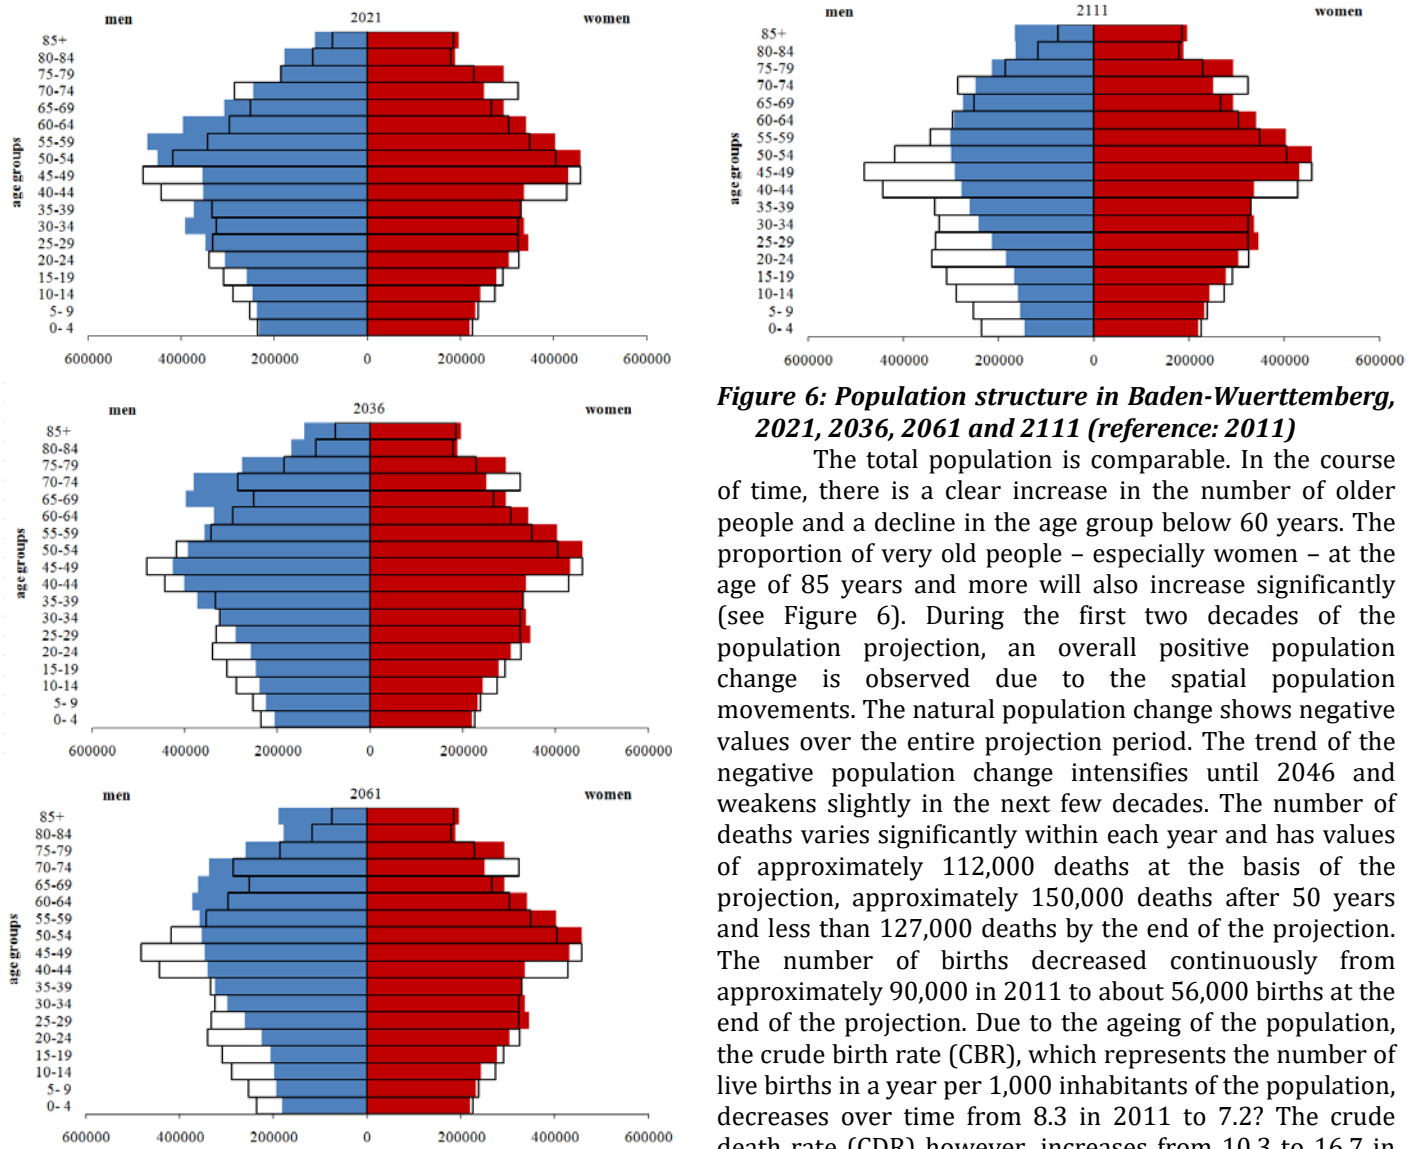 men 2021 women
age groups
85+
80-84
75-79
70-74
65-69
60-64
55-59
50-54
45-49
40-44
35-39
30-34
25-29
20-24
15-19
10-14
5- 9
0- 4
600000 400000 200000 0 200000 400000 600000
men 2036 women
age groups
85+
80-84
75-79
70-74
65-69
60-64
55-59
50-54
45-49
40-44
35-39
30-34
25-29
20-24
15-19
10-14
5- 9
0- 4
600000 400000 200000 0 200000 400000 600000
men 2061 women
age groups
85+
80-84
75-79
70-74
65-69
60-64
55-59
50-54
45-49
40-44
35-39
30-34
25-29
20-24
15-19
10-14
5- 9
0- 4
600000 400000 200000 0 200000 400000 600000
men 2111 women
age groups
85+
80-84
75-79
70-74
65-69
60-64
55-59
50-54
45-49
40-44
35-39
30-34
25-29
20-24
15-19
10-14
5- 9
0- 4
600000 400000 200000 0 200000 400000 600000
Figure 6: Population structure in Baden-Wuerttemberg,
2021, 2036, 2061 and 2111 (reference: 2011)
The total population is comparable. In the course
of time, there is a clear increase in the number of older
people and a decline in the age group below 60 years. The
proportion of very old people – especially women – at the
age of 85 years and more will also increase significantly
(see Figure 6). During the first two decades of the
population projection, an overall positive population
change is observed due to the spatial population
movements. The natural population change shows negative
values over the entire projection period. The trend of the
negative population change intensifies until 2046 and
weakens slightly in the next few decades. The number of
deaths varies significantly within each year and has values
of approximately 112,000 deaths at the basis of the
projection, approximately 150,000 deaths after 50 years
and less than 127,000 deaths by the end of the projection.
The number of births decreased continuously from
approximately 90,000 in 2011 to about 56,000 births at the
end of the projection. Due to the ageing of the population,
the crude birth rate (CBR), which represents the number of
live births in a year per 1,000 inhabitants of the population,
decreases over time from 8.3 in 2011 to 7.2? The crude
death rate (CDR) however, increases from 10.3 to 16.7 in